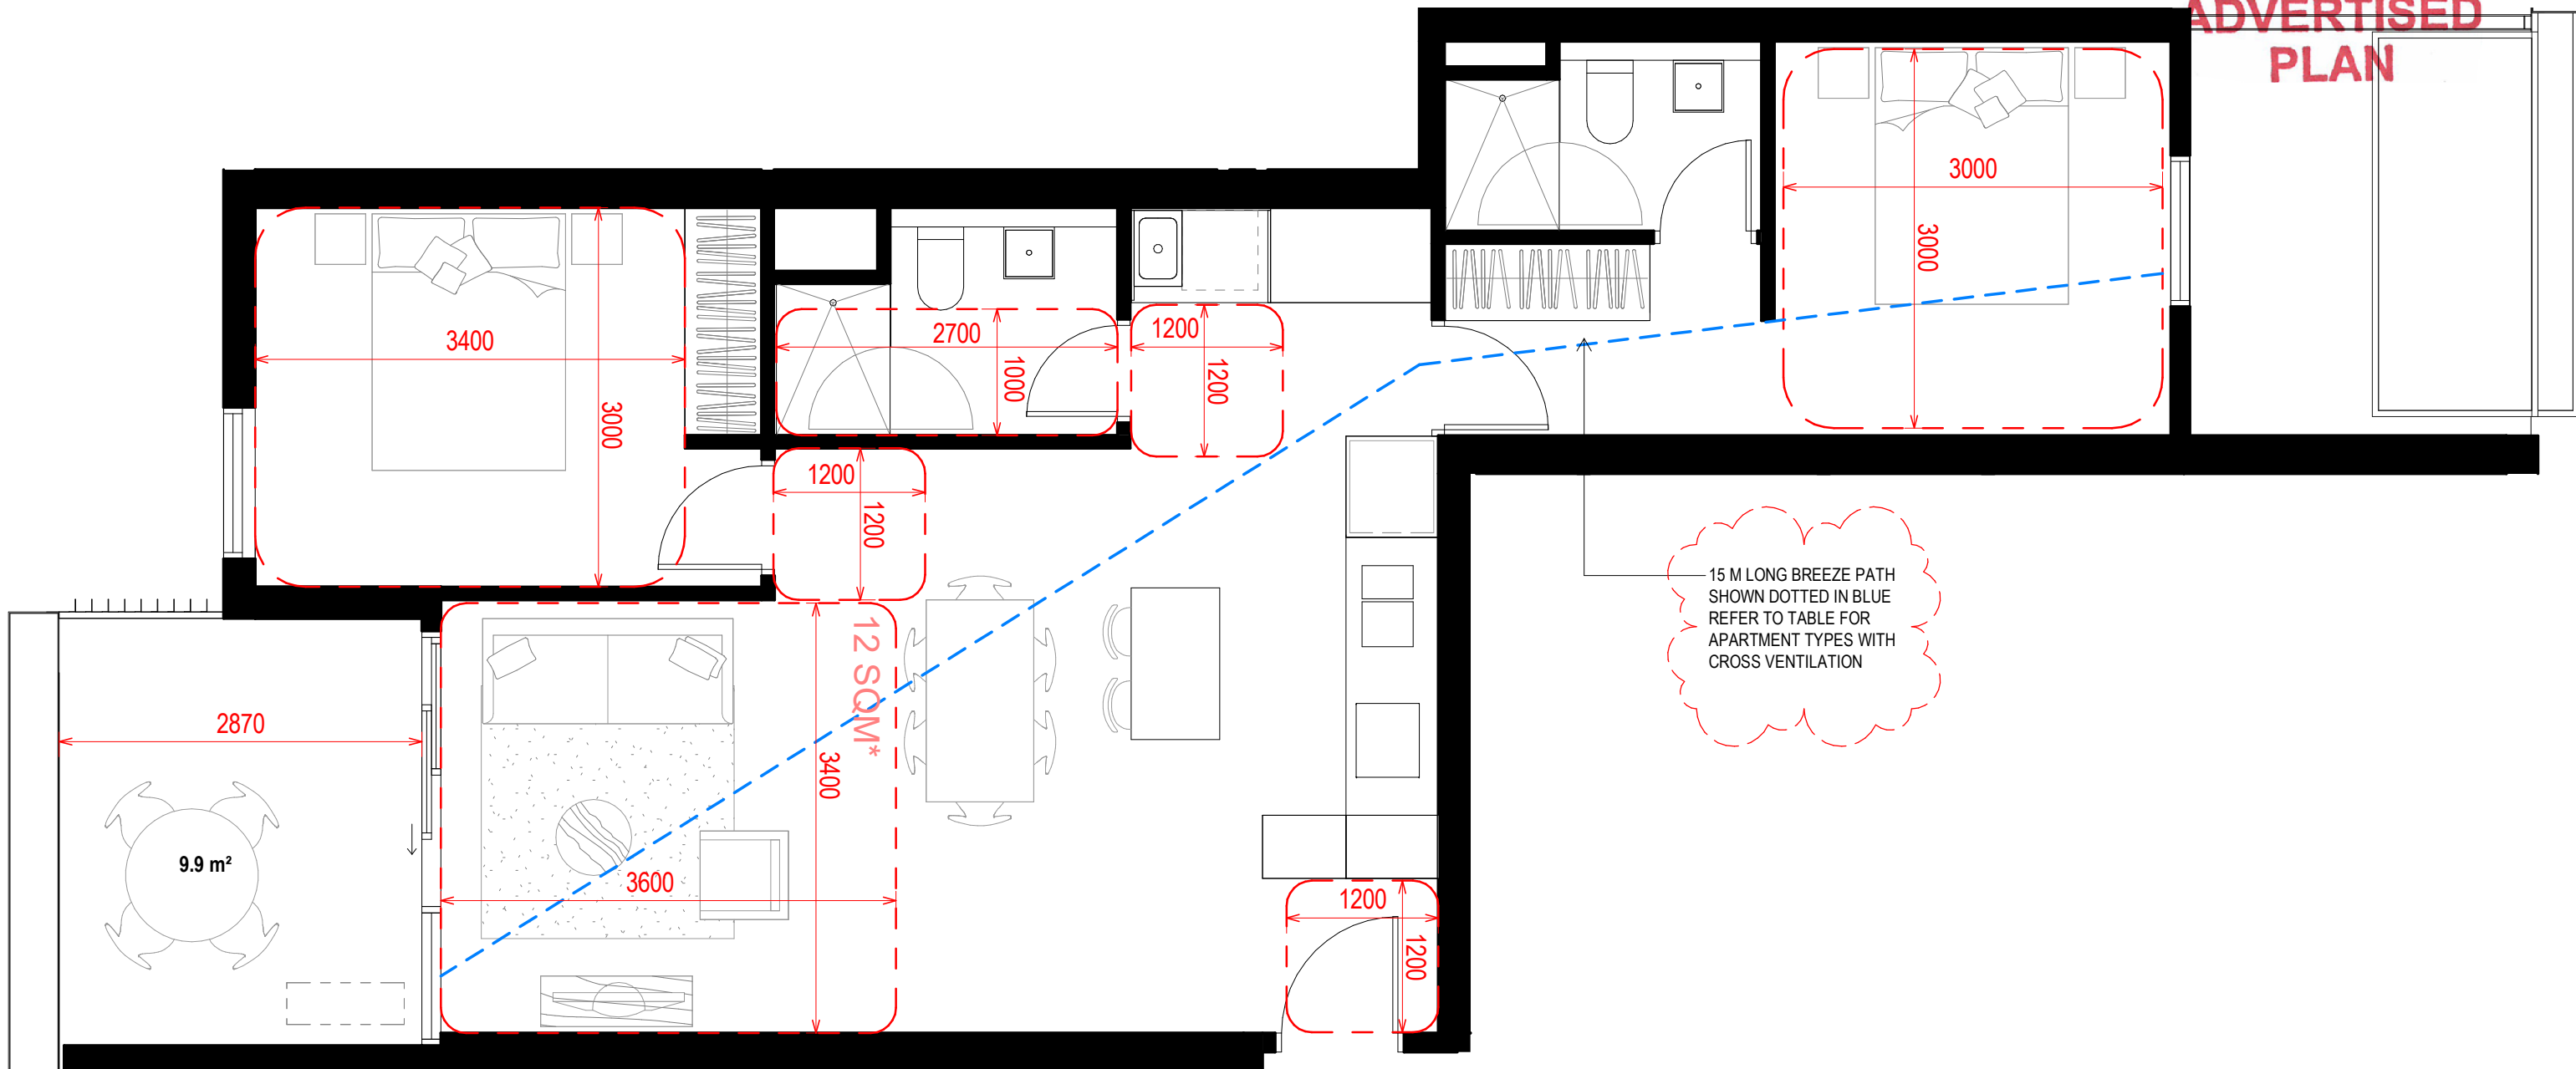 ADVERTISED
PLAN
3000
3000
3400
3000
2700
1000
1200
1200
1200
1200
15 M LONG BREEZE PATH
SHOWN DOTTED IN BLUE
REFER TO TABLE FOR
APARTMENT TYPES WITH
CROSS VENTILATION
12 SQM*
2870
3400
9.9 m²
3600
1200
1200